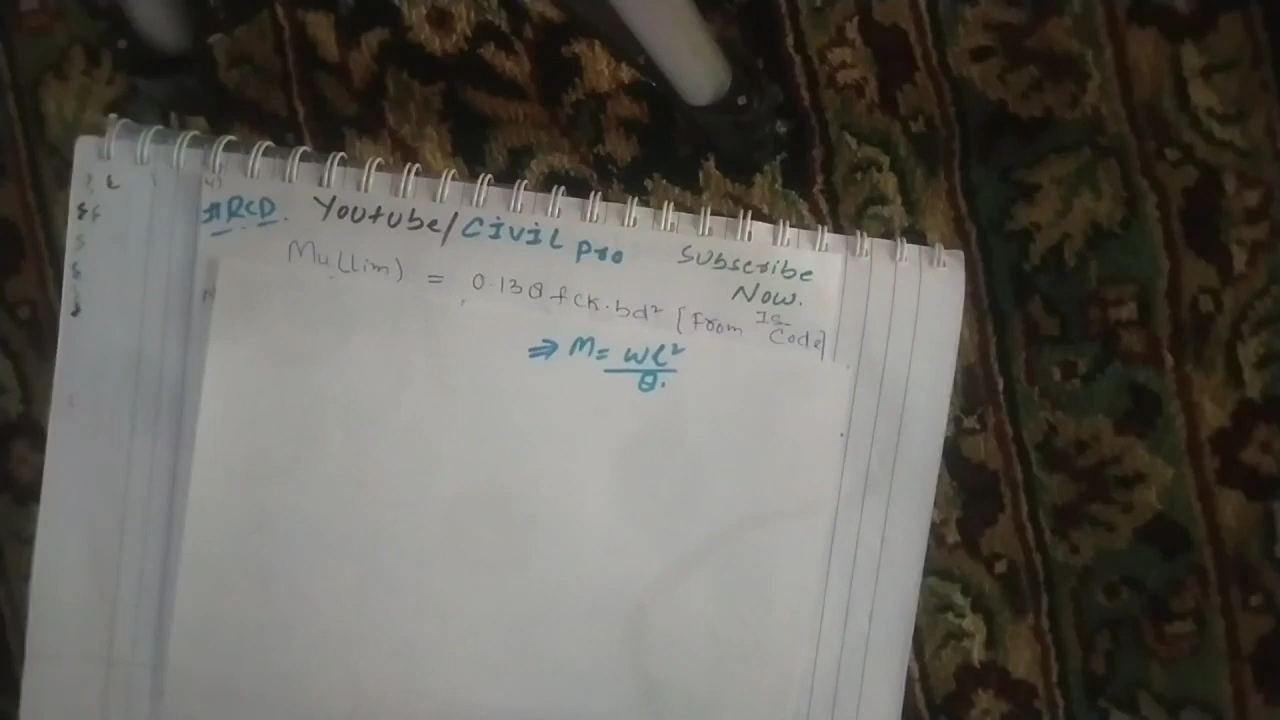 # RCD. Youtube/CiViL pro Subscribe Now.
Mu(lim) = 0.138 fck.bd² [From Is Code]
⇒ M = wl²/8.